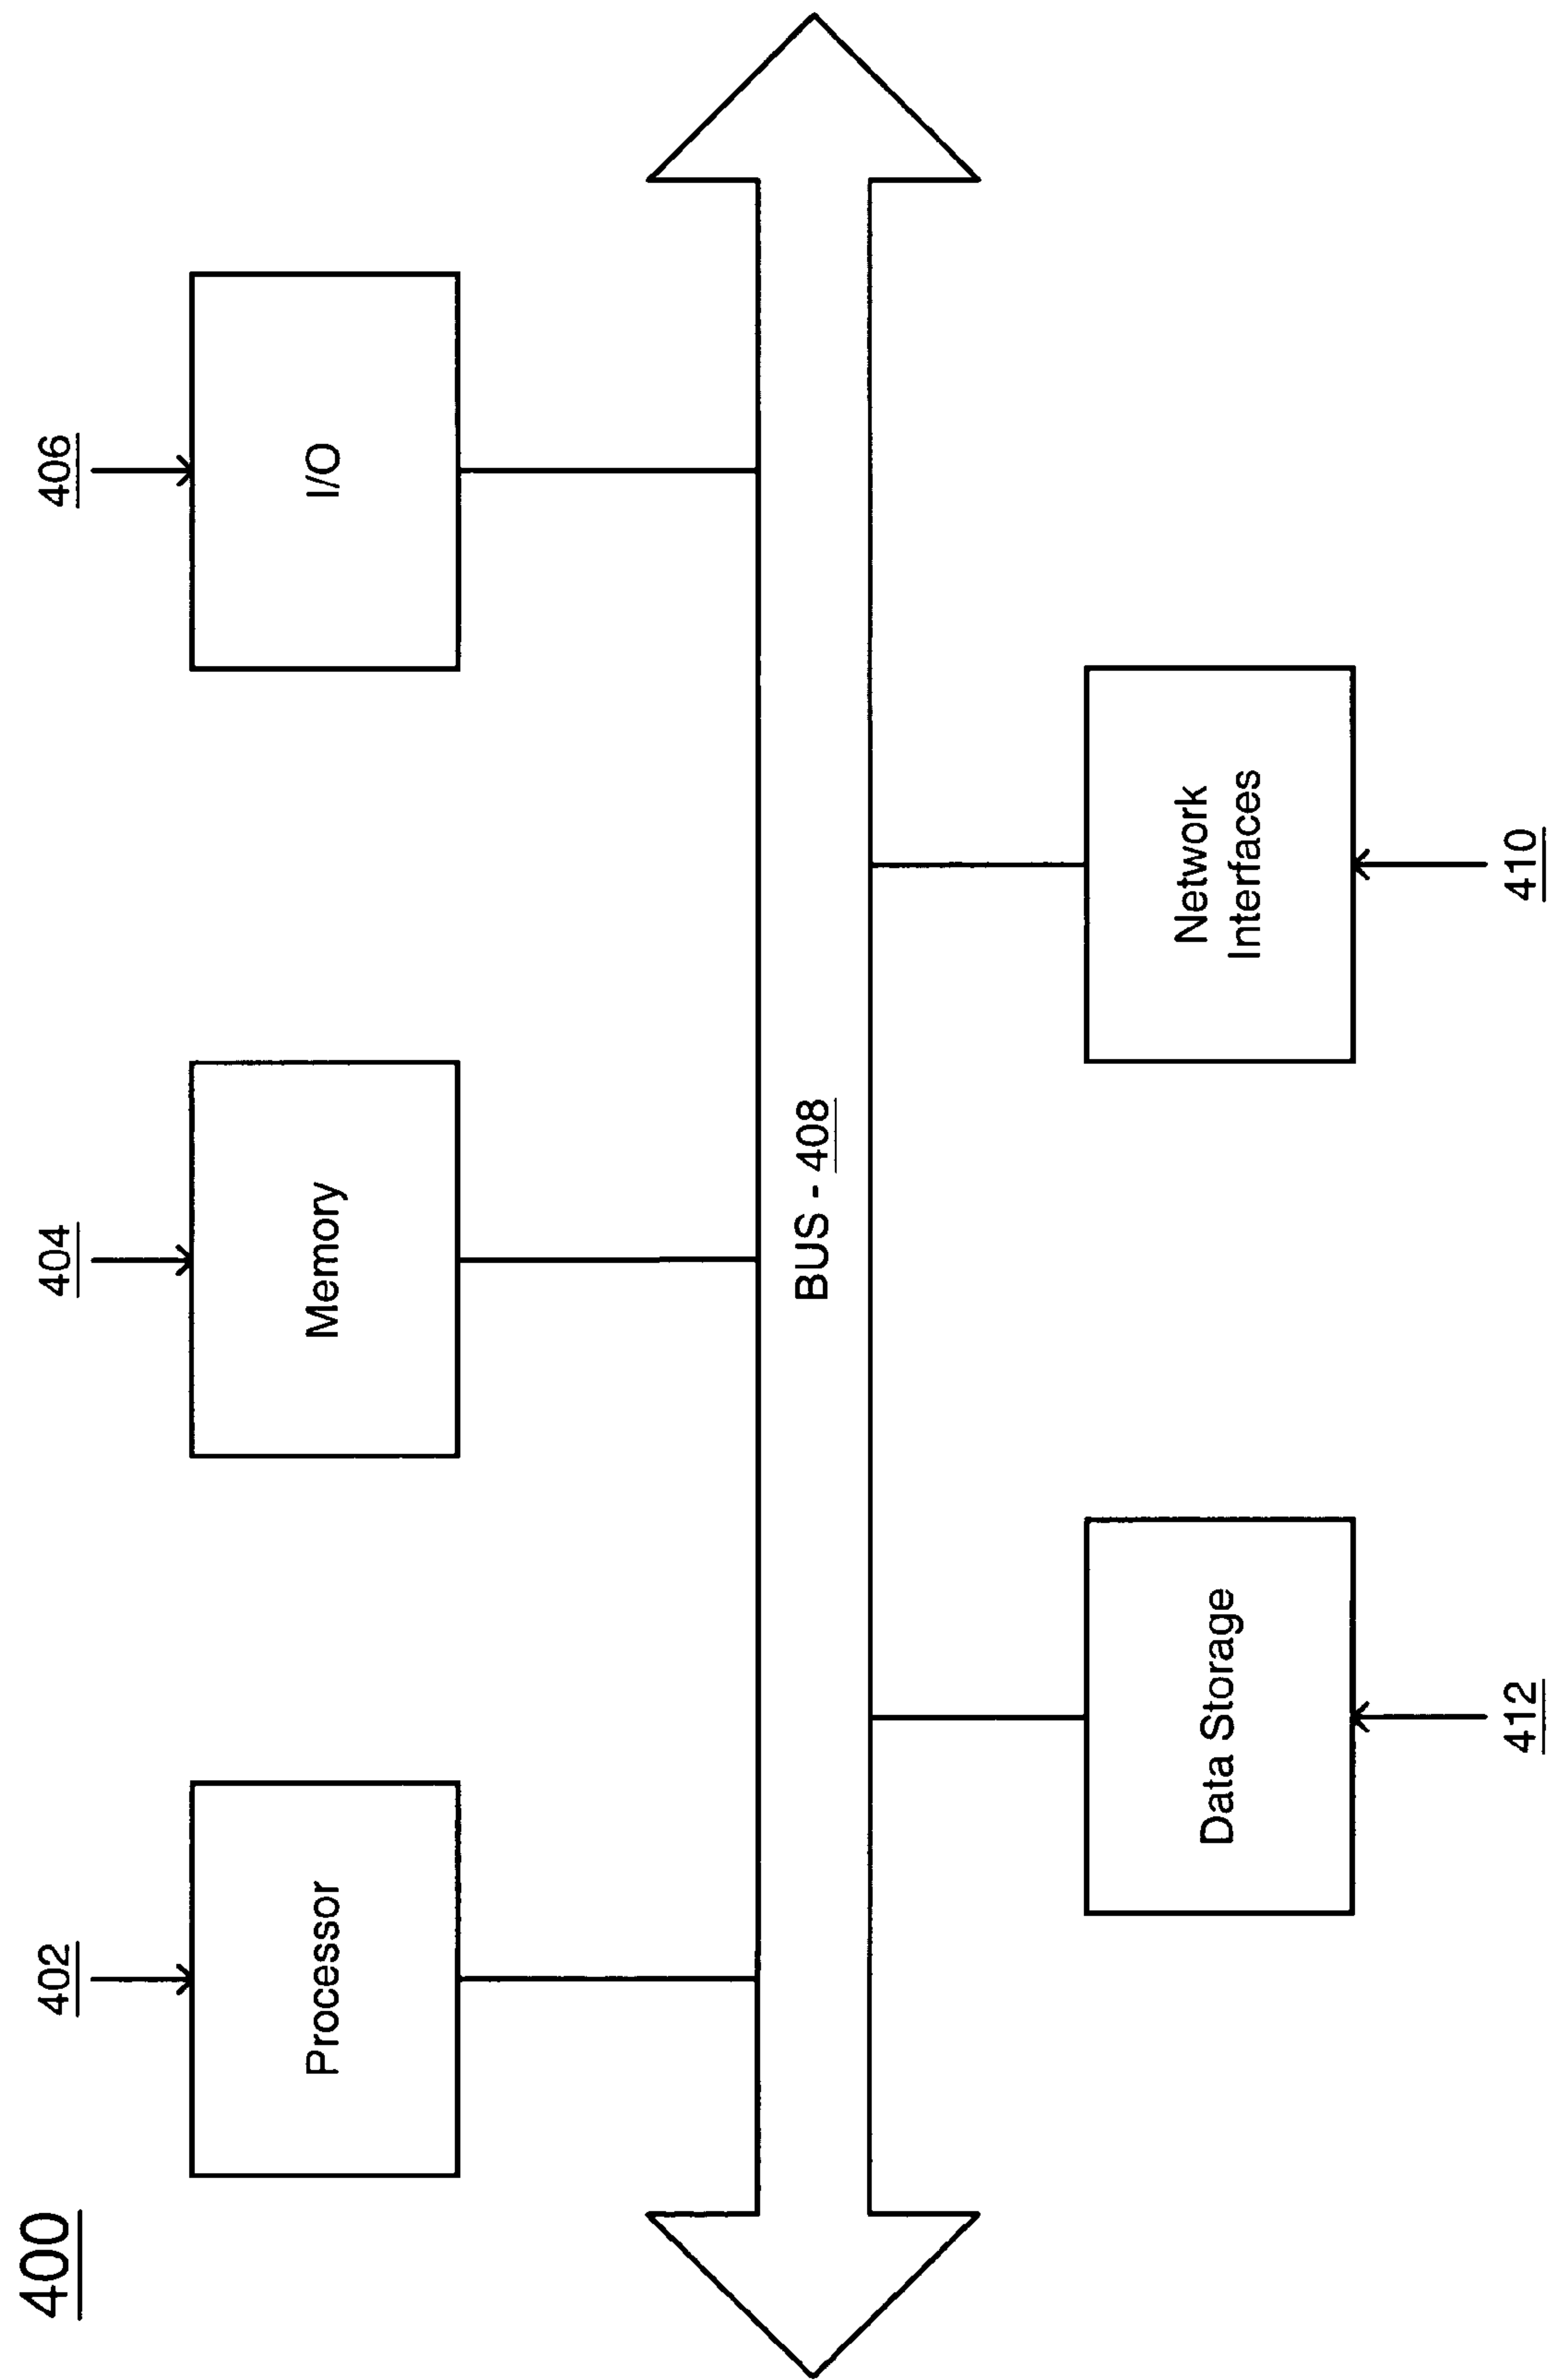 400
402
404
406
Processor
Memory
I/O
BUS - 408
Data Storage
Network
Interfaces
412
410